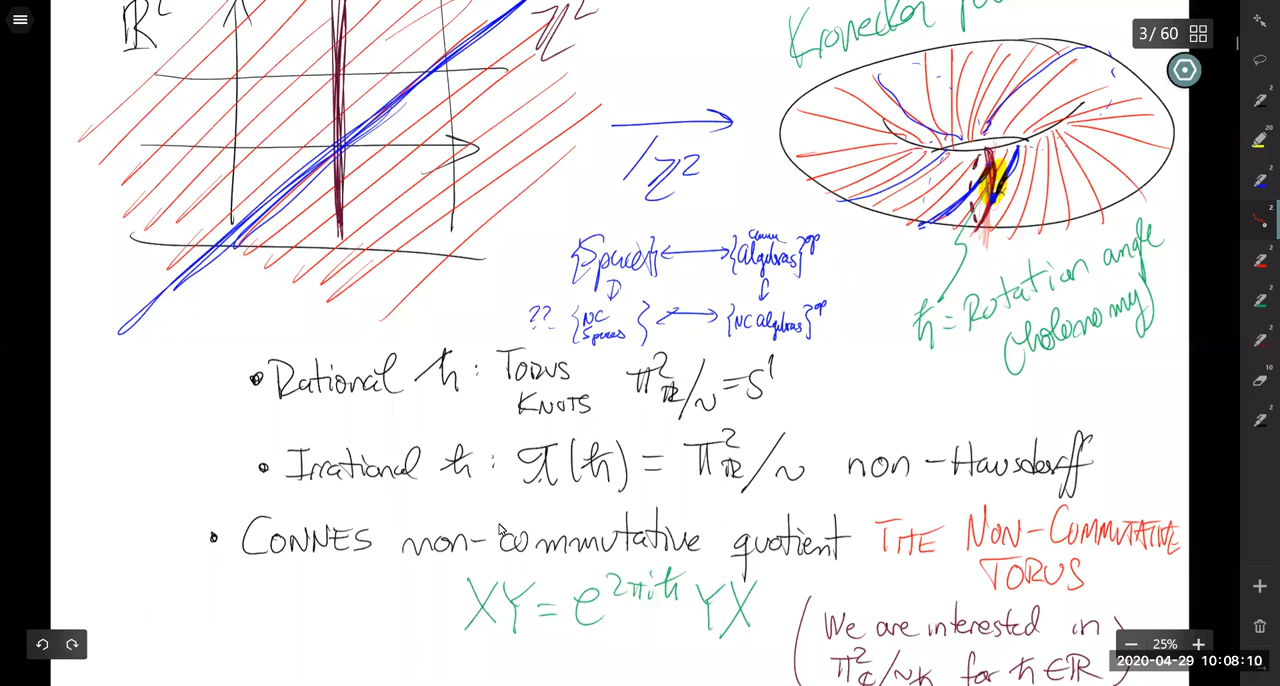 ℝ²
ℤ²
Kronecker
3 / 60
/ℤ²
{Spaces} ↔ {comm Algebras}^op
?? {NC Spaces} ↔ {NC Algebras}^op
ℏ = Rotation angle
(holonomy)
• Rational ℏ : TORUS KNOTS 𝕋²_ℝ/~ = S¹
• Irrational ℏ : 𝒯(ℏ) = 𝕋²_ℝ/~ non-Hausdorff
• CONNES non-commutative quotient THE NON-COMMUTATIVE TORUS
XY = e^{2πiℏ} YX
(We are interested in
𝕋²_ℂ/~ℏ for ℏ∈ℝ)
25%
2020-04-29 10:08:10